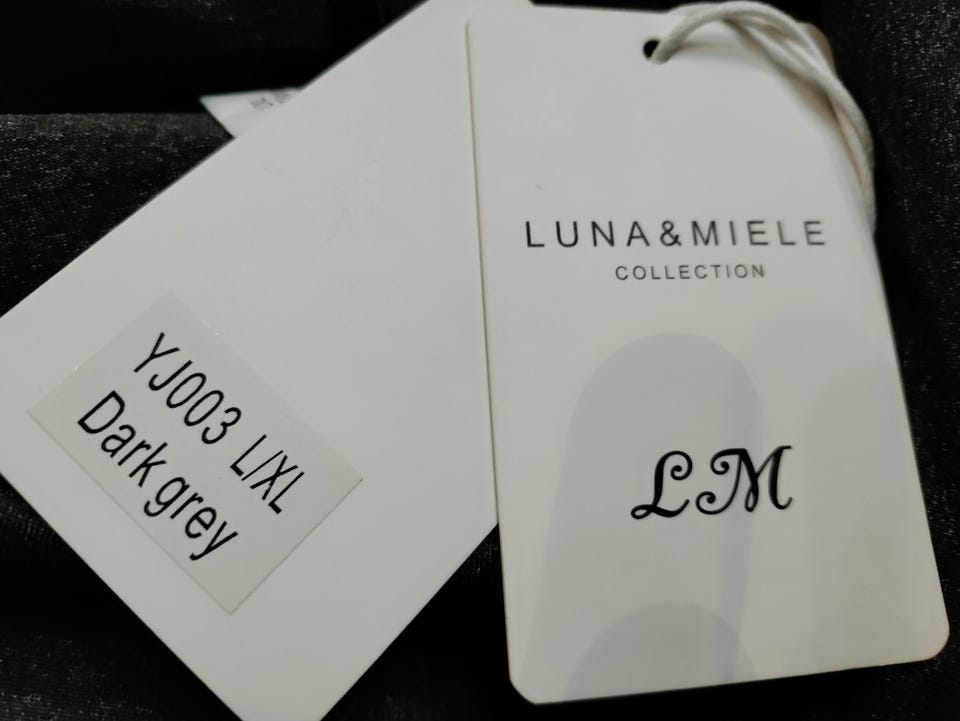 YJ003 L/XL
Dark grey
LUNA&MIELE
COLLECTION
LM